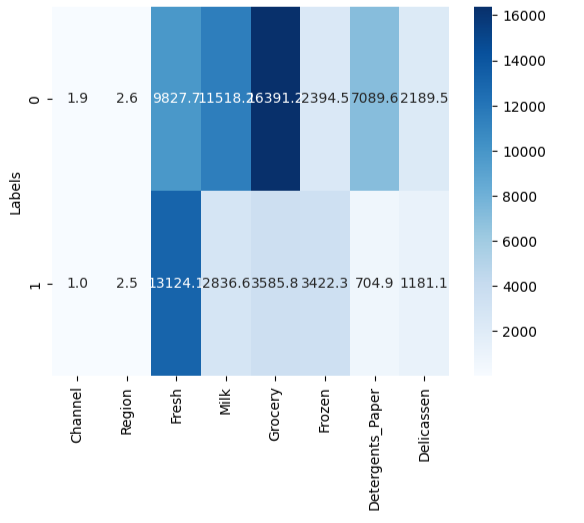 16000
14000
12000
10000
8000
6000
4000
2000
Labels
0
1.9 2.6 9827.7 11518.2 16391.2 2394.5 7089.6 2189.5
1
1.0 2.5 13124.1 2836.6 3585.8 3422.3 704.9 1181.1
Channel
Region
Fresh
Milk
Grocery
Frozen
Detergents_Paper
Delicassen